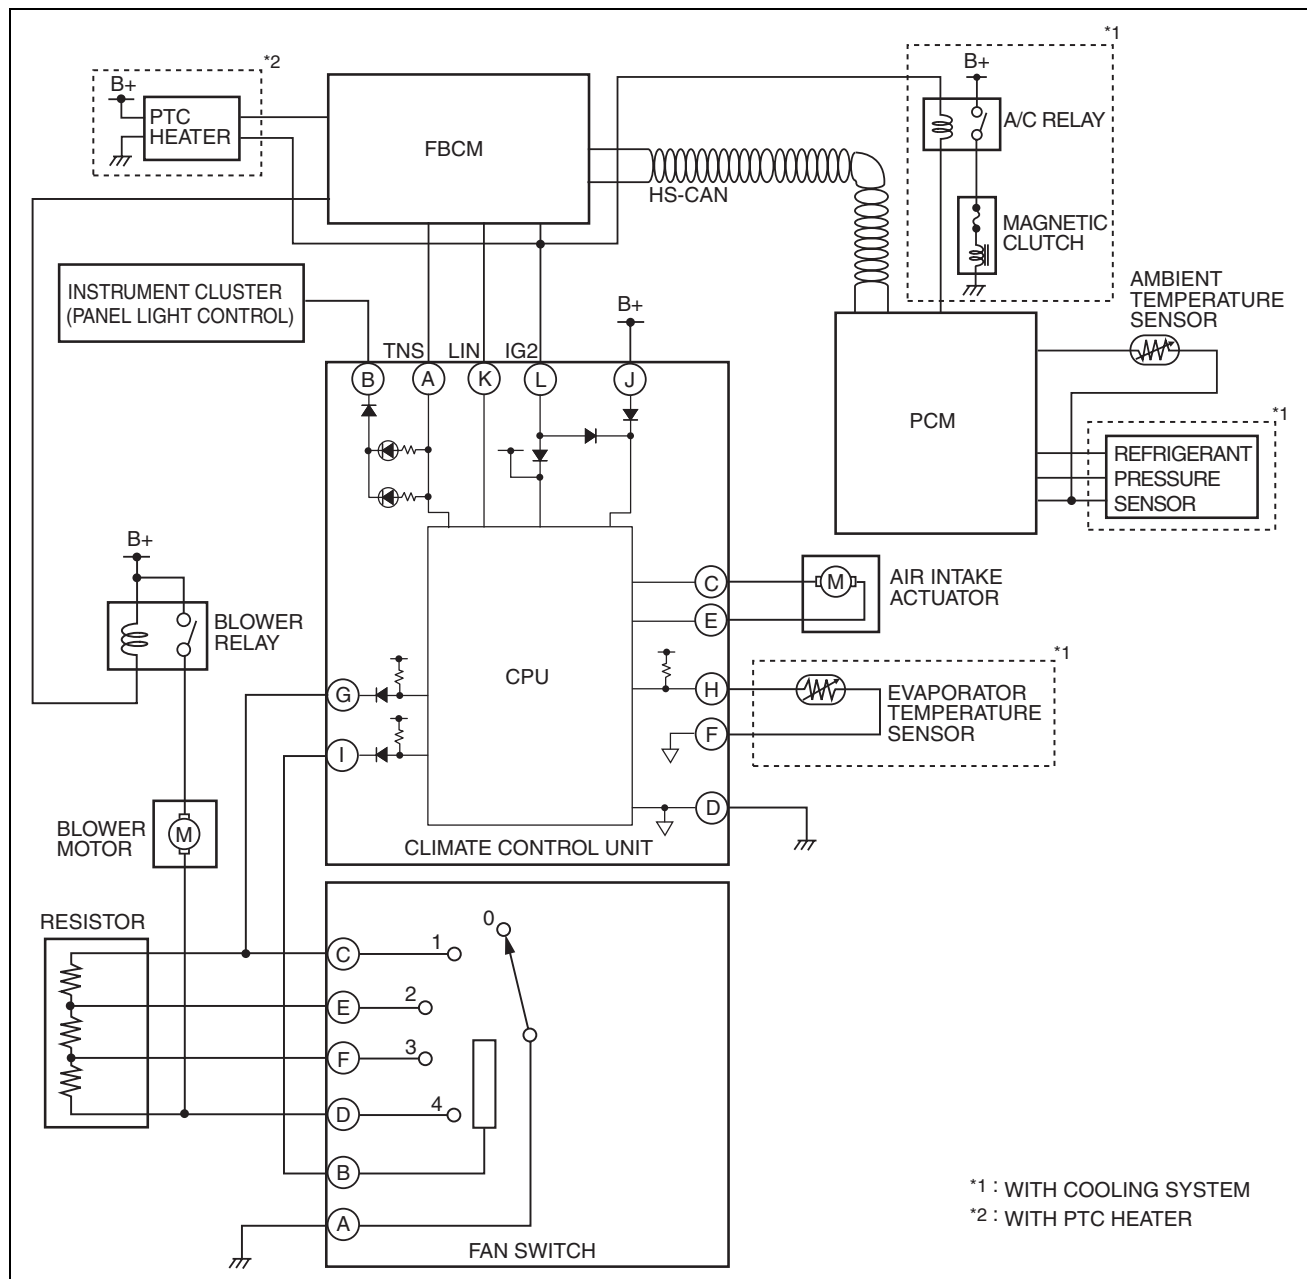 *1
*2
B+
B+
PTC
HEATER
FBCM
A/C RELAY
HS-CAN
MAGNETIC
CLUTCH
INSTRUMENT CLUSTER
(PANEL LIGHT CONTROL)
AMBIENT
TEMPERATURE
SENSOR
B+
TNS LIN IG2
B A K L J
PCM
*1
REFRIGERANT
PRESSURE
SENSOR
B+
BLOWER
RELAY
C
M
AIR INTAKE
ACTUATOR
E
*1
CPU
G
H
EVAPORATOR
TEMPERATURE
SENSOR
F
I
D
BLOWER
MOTOR
M
CLIMATE CONTROL UNIT
RESISTOR
0
C 1
E 2
F 3
D 4
B
A
FAN SWITCH
*1 : WITH COOLING SYSTEM
*2 : WITH PTC HEATER